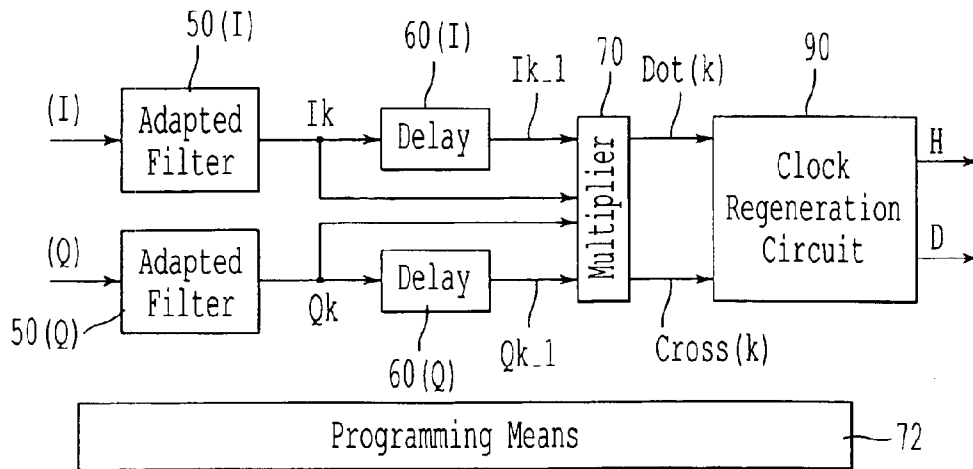 50(I)
60(I)
70
90
(I)
Adapted
Filter
Ik
Delay
Ik_1
Dot(k)
Multiplier
Clock
Regeneration
Circuit
H
D
(Q)
Adapted
Filter
Qk
Delay
Qk_1
Cross(k)
50(Q)
60(Q)
Programming Means
72